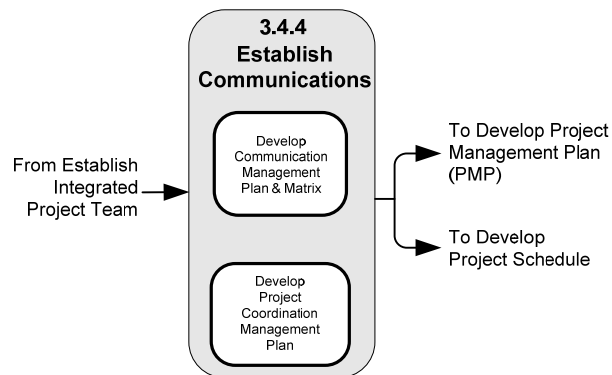 3.4.4
Establish
Communications
Develop
Communication
Management
Plan & Matrix
Develop
Project
Coordination
Management
Plan
From Establish
Integrated
Project Team
To Develop Project
Management Plan
(PMP)
To Develop
Project Schedule